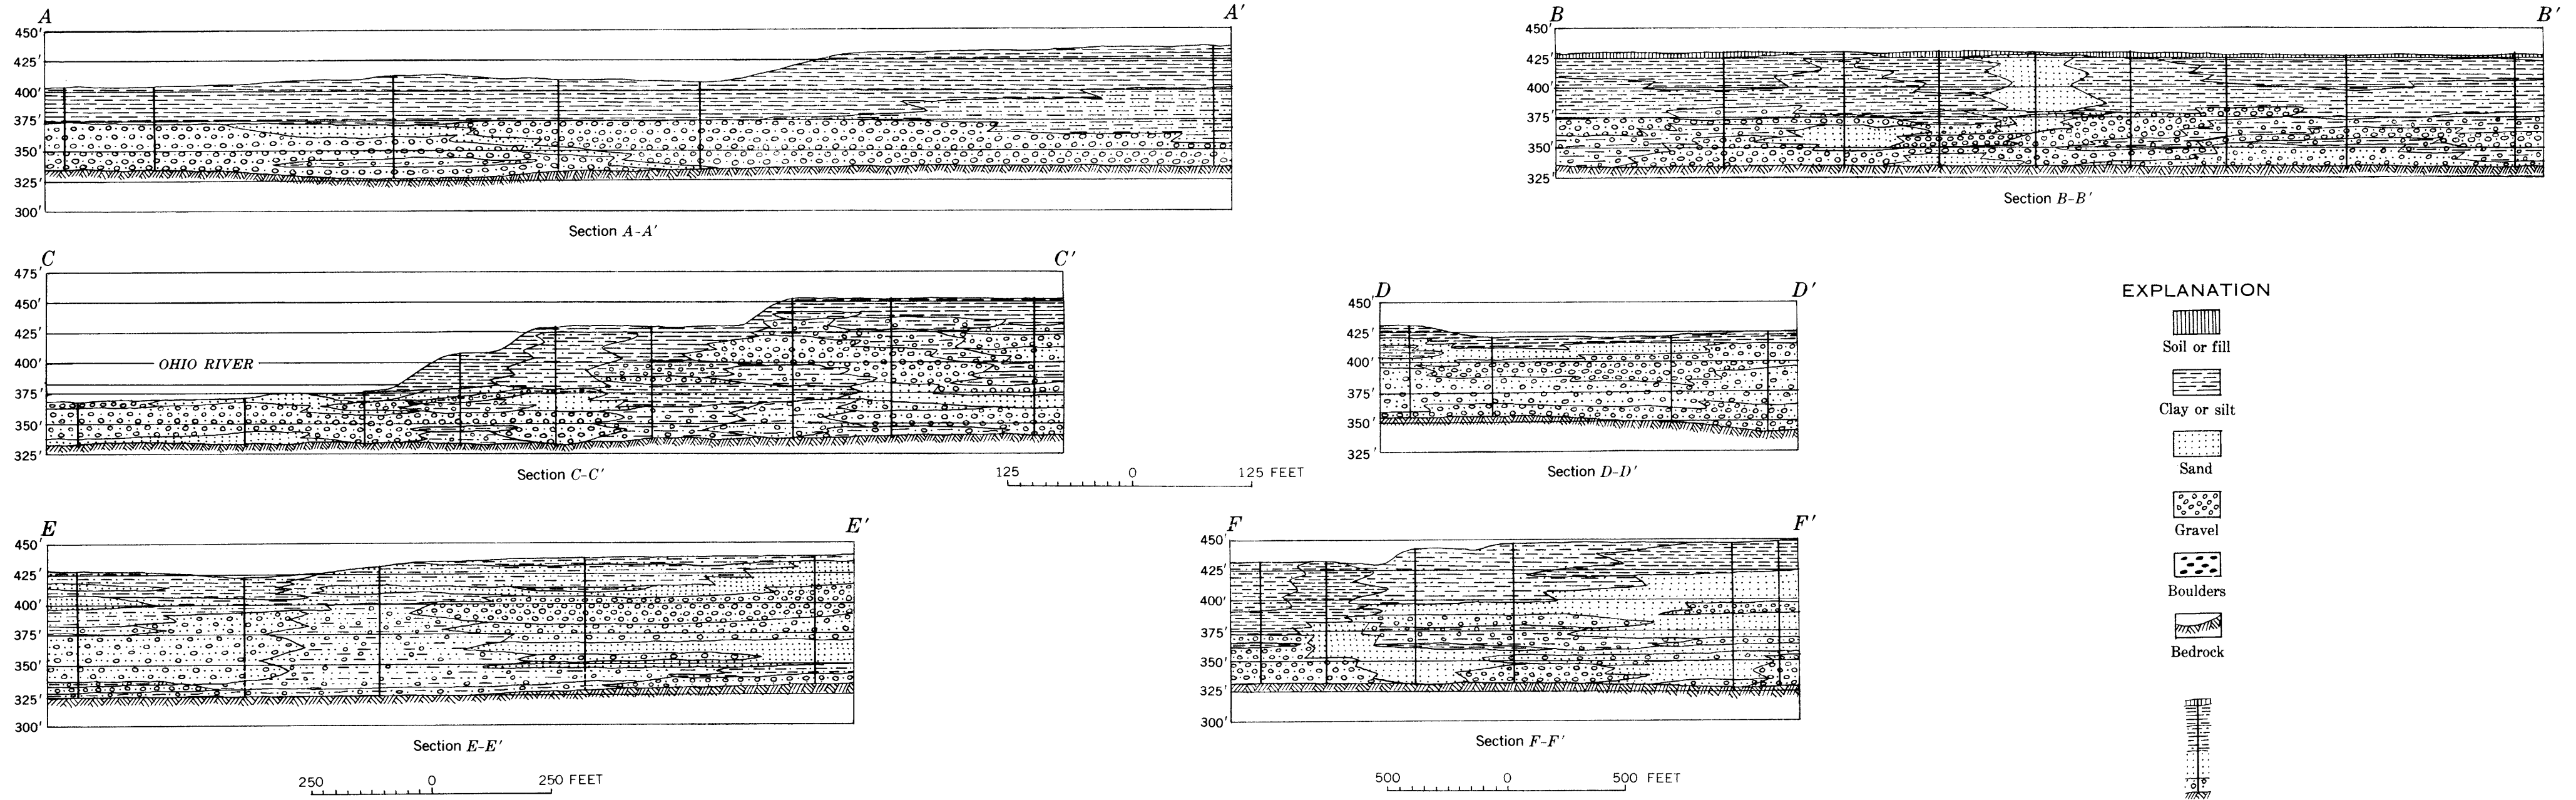 A A′
450′
425′
400′
375′
350′
325′
300′
Section A-A′
B B′
450′
425′
400′
375′
350′
325′
Section B-B′
C C′
475′
450′
425′
400′
375′
350′
325′
OHIO RIVER
Section C-C′
125 0 125 FEET
D D′
450′
425′
400′
375′
350′
325′
Section D-D′
EXPLANATION
Soil or fill
Clay or silt
Sand
Gravel
Boulders
Bedrock
E E′
450′
425′
400′
375′
350′
325′
300′
Section E-E′
250 0 250 FEET
F F′
450′
425′
400′
375′
350′
325′
300′
Section F-F′
500 0 500 FEET